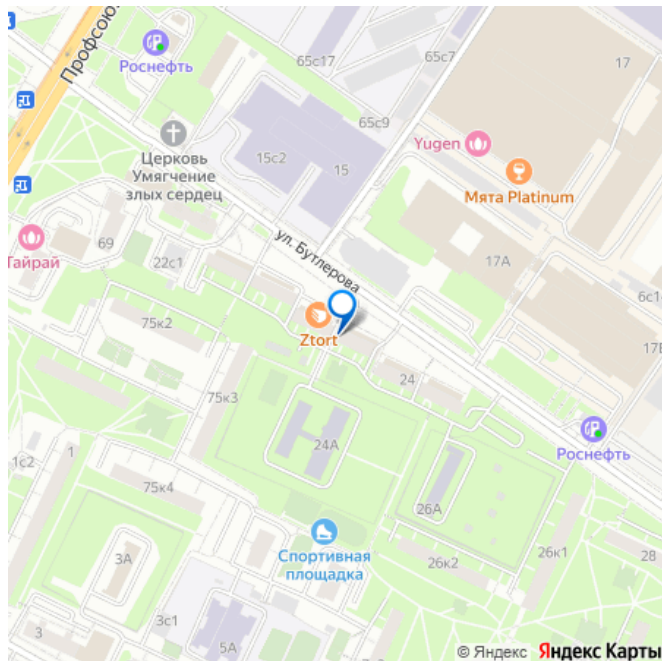 Профсою
Роснефть
65с17
65с7
17
65с9
Церковь
Умягчение
злых сердец
15с2
15
Yugen
Мята Platinum
69
Тайрай
22с1
ул. Бутлерова
17А
6с1
75к2
Ztort
17Б
24
75к3
24А
Роснефть
1с2
1
75к4
26А
3А
Спортивная
площадка
26к2
26к1
28
3с1
3
5А
© Яндекс Яндекс Карты